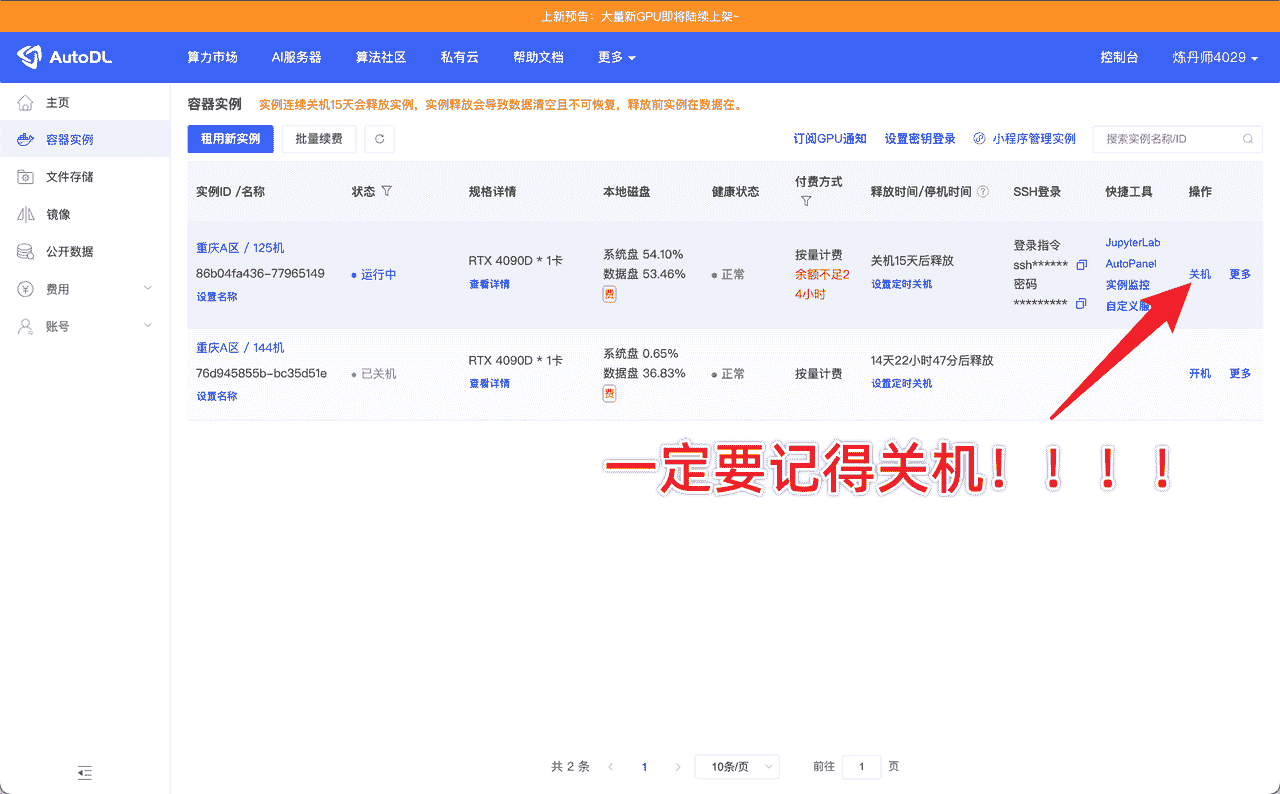 上新预告：大量新GPU即将陆续上架~
AutoDL 算力市场 AI服务器 算法社区 私有云 帮助文档 更多 控制台 炼丹师4029
主页
容器实例
文件存储
镜像
公开数据
费用
账号
容器实例 实例连续关机15天会释放实例，实例释放会导致数据清空且不可恢复，释放前实例在数据在。
租用新实例 批量续费 订阅GPU通知 设置密钥登录 小程序管理实例 搜索实例名称/ID
实例ID /名称 状态 规格详情 本地磁盘 健康状态 付费方式 释放时间/停机时间 SSH登录 快捷工具 操作
重庆A区 / 125机
86b04fa436-77965149
设置名称
运行中
RTX 4090D * 1卡
查看详情
系统盘 54.10%
数据盘 53.46%
费
正常
按量计费
余额不足2
4小时
关机15天后释放
设置定时关机
登录指令
ssh******
密码
*********
JupyterLab
AutoPanel
实例监控
自定义服
关机 更多
重庆A区 / 144机
76d945855b-bc35d51e
设置名称
已关机
RTX 4090D * 1卡
查看详情
系统盘 0.65%
数据盘 36.83%
费
正常
按量计费
14天22小时47分后释放
设置定时关机
开机 更多
一定要记得关机！！！！
共 2 条 1 10条/页 前往 1 页